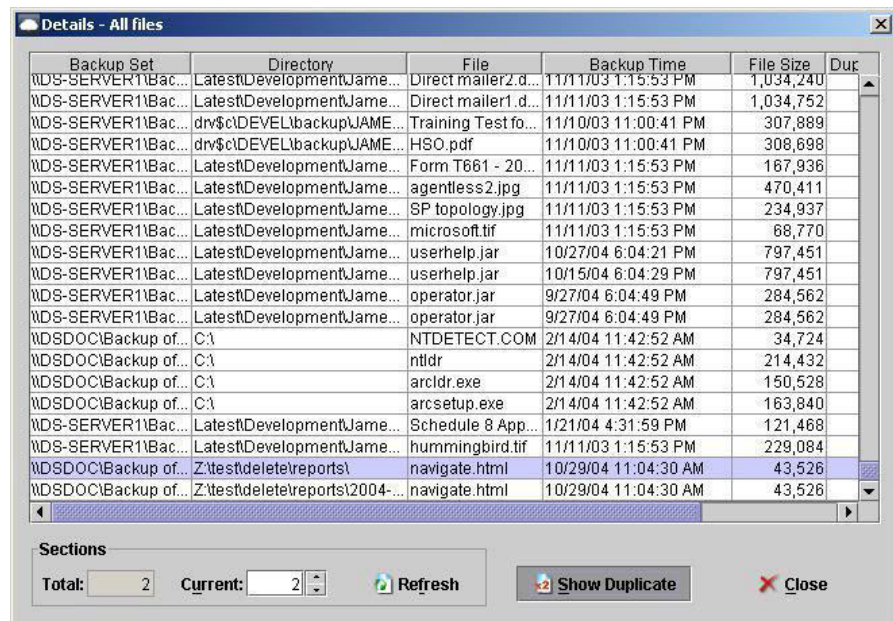 Details - All files
Backup Set Directory File Backup Time File Size Dup
\\DS-SERVER1\Bac... Latest\Development\Jame... Direct mailer2.d... 11/11/03 1:15:53 PM 1,034,240
\\DS-SERVER1\Bac... Latest\Development\Jame... Direct mailer1.d... 11/11/03 1:15:53 PM 1,034,752
\\DS-SERVER1\Bac... drv$c\DEVEL\backup\JAME... Training Test fo... 11/10/03 11:00:41 PM 307,889
\\DS-SERVER1\Bac... drv$c\DEVEL\backup\JAME... HSO.pdf 11/10/03 11:00:41 PM 308,698
\\DS-SERVER1\Bac... Latest\Development\Jame... Form T661 - 20... 11/11/03 1:15:53 PM 167,936
\\DS-SERVER1\Bac... Latest\Development\Jame... agentless2.jpg 11/11/03 1:15:53 PM 470,411
\\DS-SERVER1\Bac... Latest\Development\Jame... SP topology.jpg 11/11/03 1:15:53 PM 234,937
\\DS-SERVER1\Bac... Latest\Development\Jame... microsoft.tif 11/11/03 1:15:53 PM 68,770
\\DS-SERVER1\Bac... Latest\Development\Jame... userhelp.jar 10/27/04 6:04:21 PM 797,451
\\DS-SERVER1\Bac... Latest\Development\Jame... userhelp.jar 10/15/04 6:04:29 PM 797,451
\\DS-SERVER1\Bac... Latest\Development\Jame... operator.jar 9/27/04 6:04:49 PM 284,562
\\DS-SERVER1\Bac... Latest\Development\Jame... operator.jar 9/27/04 6:04:49 PM 284,562
\\DSDOC\Backup of... C:\ NTDETECT.COM 2/14/04 11:42:52 AM 34,724
\\DSDOC\Backup of... C:\ ntldr 2/14/04 11:42:52 AM 214,432
\\DSDOC\Backup of... C:\ arcldr.exe 2/14/04 11:42:52 AM 150,528
\\DSDOC\Backup of... C:\ arcsetup.exe 2/14/04 11:42:52 AM 163,840
\\DS-SERVER1\Bac... Latest\Development\Jame... Schedule 8 App... 1/21/04 4:31:59 PM 121,468
\\DS-SERVER1\Bac... Latest\Development\Jame... hummingbird.tif 11/11/03 1:15:53 PM 229,084
\\DSDOC\Backup of... Z:\test\delete\reports\ navigate.html 10/29/04 11:04:30 AM 43,526
\\DSDOC\Backup of... Z:\test\delete\reports\2004-... navigate.html 10/29/04 11:04:30 AM 43,526
Sections
Total: 2 Current: 2 Refresh x2 Show Duplicate Close